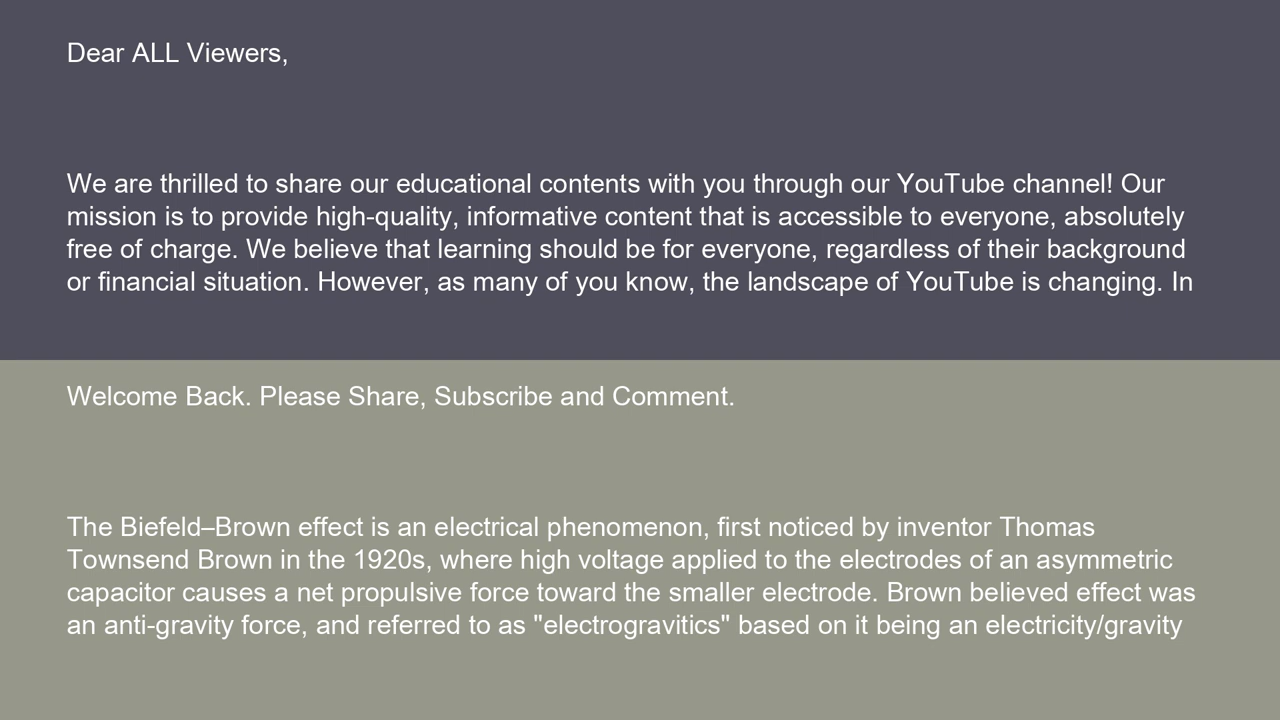 Dear ALL Viewers,
We are thrilled to share our educational contents with you through our YouTube channel! Our
mission is to provide high-quality, informative content that is accessible to everyone, absolutely
free of charge. We believe that learning should be for everyone, regardless of their background
or financial situation. However, as many of you know, the landscape of YouTube is changing. In
Welcome Back. Please Share, Subscribe and Comment.
The Biefeld–Brown effect is an electrical phenomenon, first noticed by inventor Thomas
Townsend Brown in the 1920s, where high voltage applied to the electrodes of an asymmetric
capacitor causes a net propulsive force toward the smaller electrode. Brown believed effect was
an anti-gravity force, and referred to as "electrogravitics" based on it being an electricity/gravity